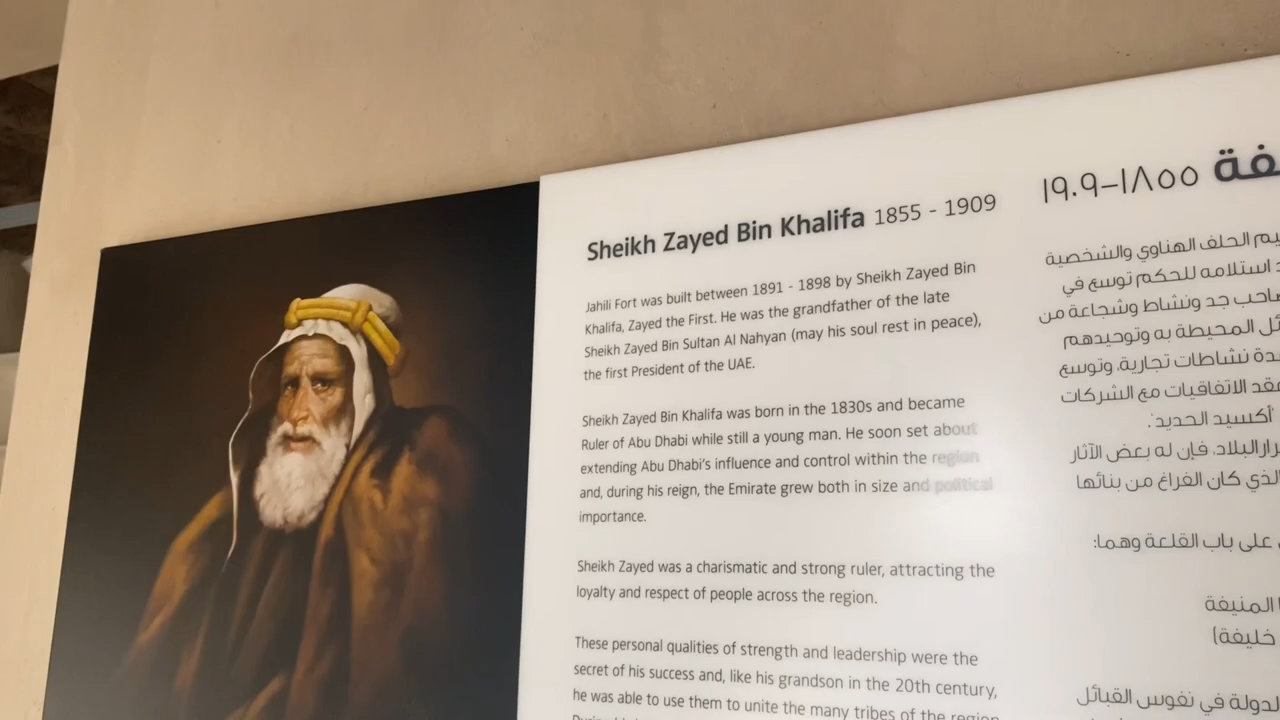 Sheikh Zayed Bin Khalifa 1855 - 1909
Jahili Fort was built between 1891 - 1898 by Sheikh Zayed Bin
Khalifa, Zayed the First. He was the grandfather of the late
Sheikh Zayed Bin Sultan Al Nahyan (may his soul rest in peace),
the first President of the UAE.
Sheikh Zayed Bin Khalifa was born in the 1830s and became
Ruler of Abu Dhabi while still a young man. He soon set about
extending Abu Dhabi's influence and control within the region
and, during his reign, the Emirate grew both in size and political
importance.
Sheikh Zayed was a charismatic and strong ruler, attracting the
loyalty and respect of people across the region.
These personal qualities of strength and leadership were the
secret of his success and, like his grandson in the 20th century,
he was able to use them to unite the many tribes of the region
١٨٥٥–١٩٠٩
الحلف الهناوي والشخصية
استلامه للحكم توسع في
جد ونشاط وشجاعة من
المحيطة به وتوحيدهم
نشاطات تجارية، وتوسع
الاتفاقيات مع الشركات
أكسيد الحديد'.
البلاد، فإن له بعض الآثار
الذي كان الفراغ من بنائها
على باب القلعة وهما:
المنيفة
خليفة)
لدولة في نفوس القبائل